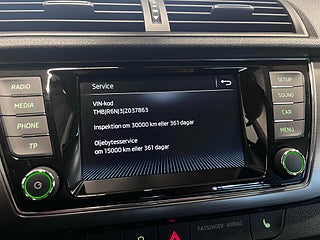 Service
VIN-kod
TMBJR6NJ3JZ037863
Inspektion om 30000 km eller 361 dagar
Oljebytesservice
om 15000 km eller 361 dagar
RADIO
MEDIA
PHONE
TP
SETUP
SOUND
CAR
MENU
PASSENGER AIRBAG